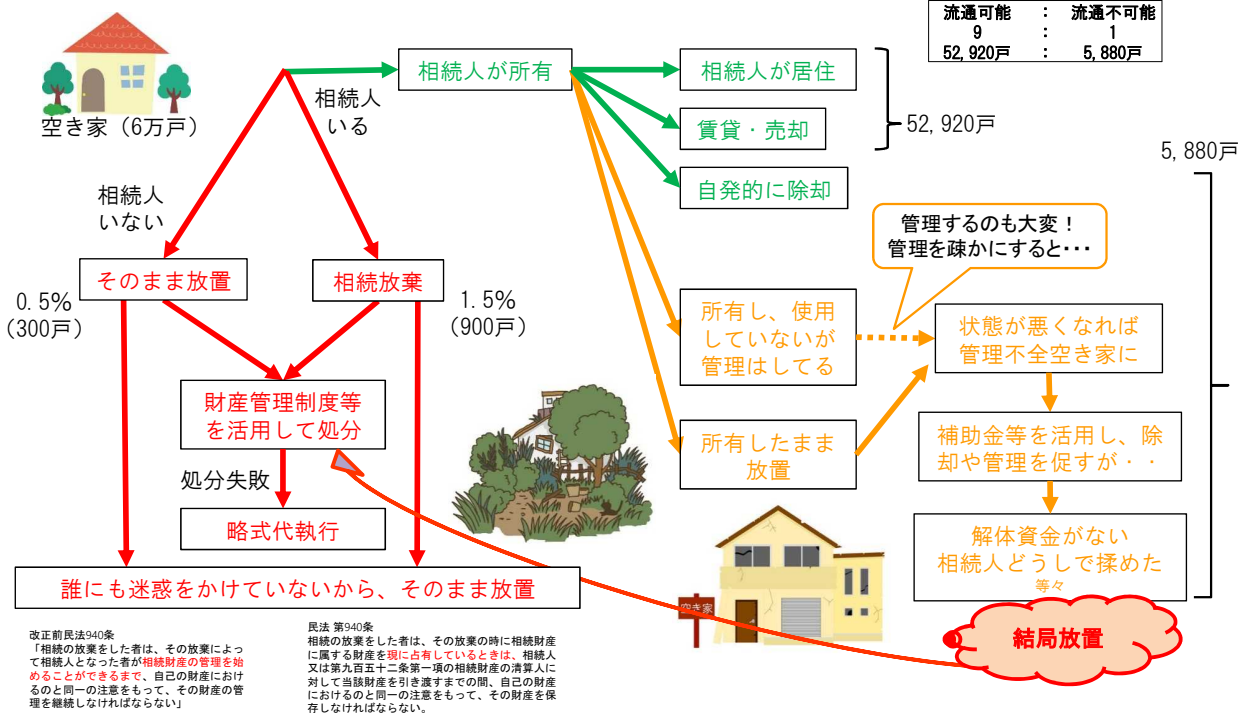 流通可能 : 流通不可能
9 : 1
52,920戸 : 5,880戸
空き家（6万戸）
相続人
いる
相続人
いない
相続人が所有
相続人が居住
賃貸・売却
自発的に除却
52,920戸
5,880戸
そのまま放置
相続放棄
0.5%
（300戸）
1.5%
（900戸）
財産管理制度等
を活用して処分
処分失敗
略式代執行
誰にも迷惑をかけていないから、そのまま放置
管理するのも大変！
管理を疎かにすると・・・
所有し、使用
していないが
管理はしてる
状態が悪くなれば
管理不全空き家に
所有したまま
放置
補助金等を活用し、除
却や管理を促すが・・
解体資金がない
相続人どうしで揉めた
等々
空き家
結局放置
改正前民法940条
「相続の放棄をした者は、その放棄によっ
て相続人となった者が相続財産の管理を始
めることができるまで、自己の財産におけ
るのと同一の注意をもって、その財産の管
理を継続しなければならない」
民法 第940条
相続の放棄をした者は、その放棄の時に相続財産
に属する財産を現に占有しているときは、相続人
又は第九百五十二条第一項の相続財産の清算人に
対して当該財産を引き渡すまでの間、自己の財産
におけるのと同一の注意をもって、その財産を保
存しなければならない。